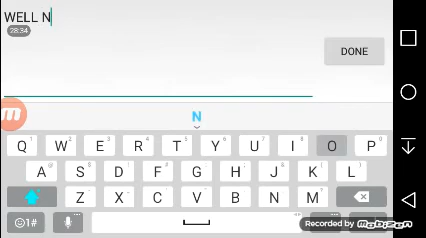 WELL N
28:34
DONE
N
Q W E R T Y U I O P
A S D F G H J K L
Z X C V B N M
1#
Recorded by Mobizen